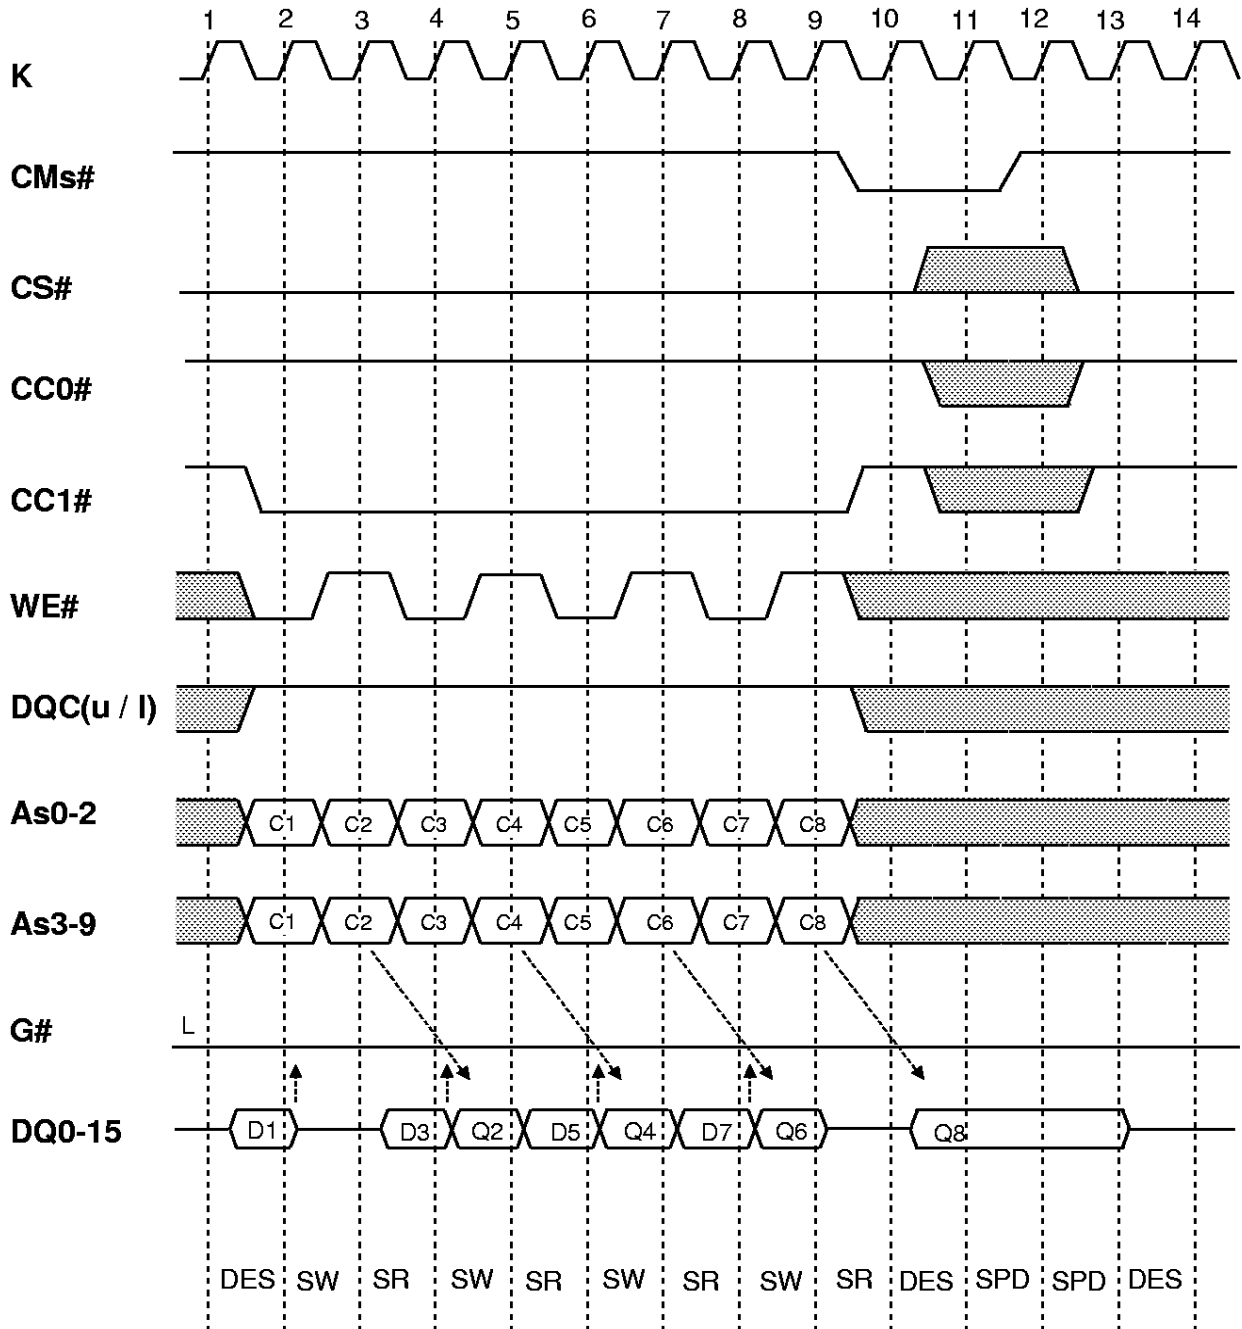 1 2 3 4 5 6 7 8 9 10 11 12 13 14
K
CMs#
CS#
CC0#
CC1#
WE#
DQC(u / l)
As0-2 C1 C2 C3 C4 C5 C6 C7 C8
As3-9 C1 C2 C3 C4 C5 C6 C7 C8
G# L
DQ0-15 D1 D3 Q2 D5 Q4 D7 Q6 Q8
DES SW SR SW SR SW SR SW SR DES SPD SPD DES